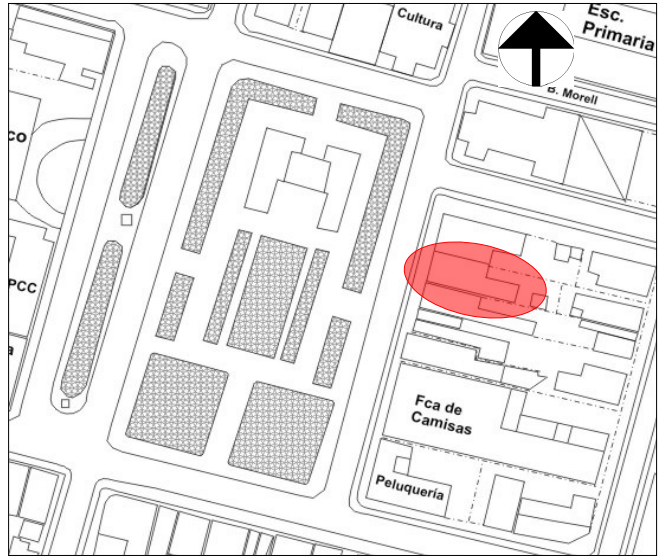 Cultura
Esc.
Primaria
B. Morell
co
PCC
a
Fca de
Camisas
Peluquería